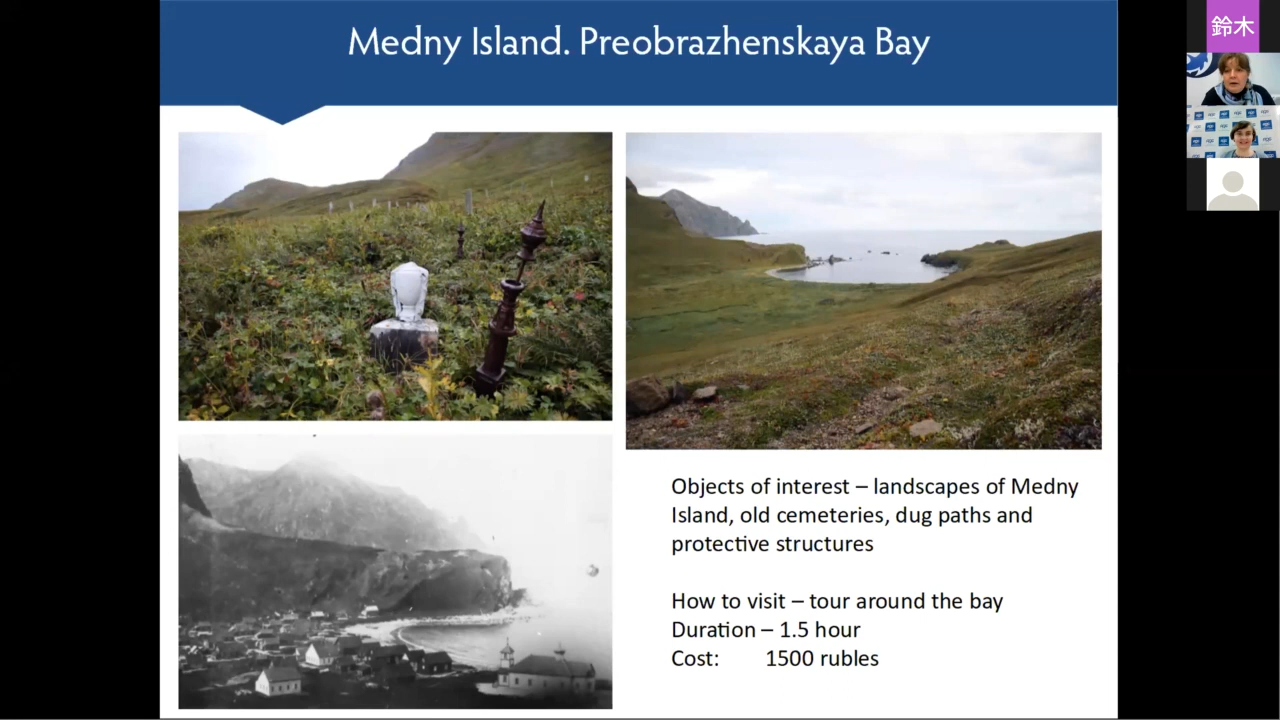 Medny Island. Preobrazhenskaya Bay
鈴木
Objects of interest – landscapes of Medny
Island, old cemeteries, dug paths and
protective structures
How to visit – tour around the bay
Duration – 1.5 hour
Cost: 1500 rubles